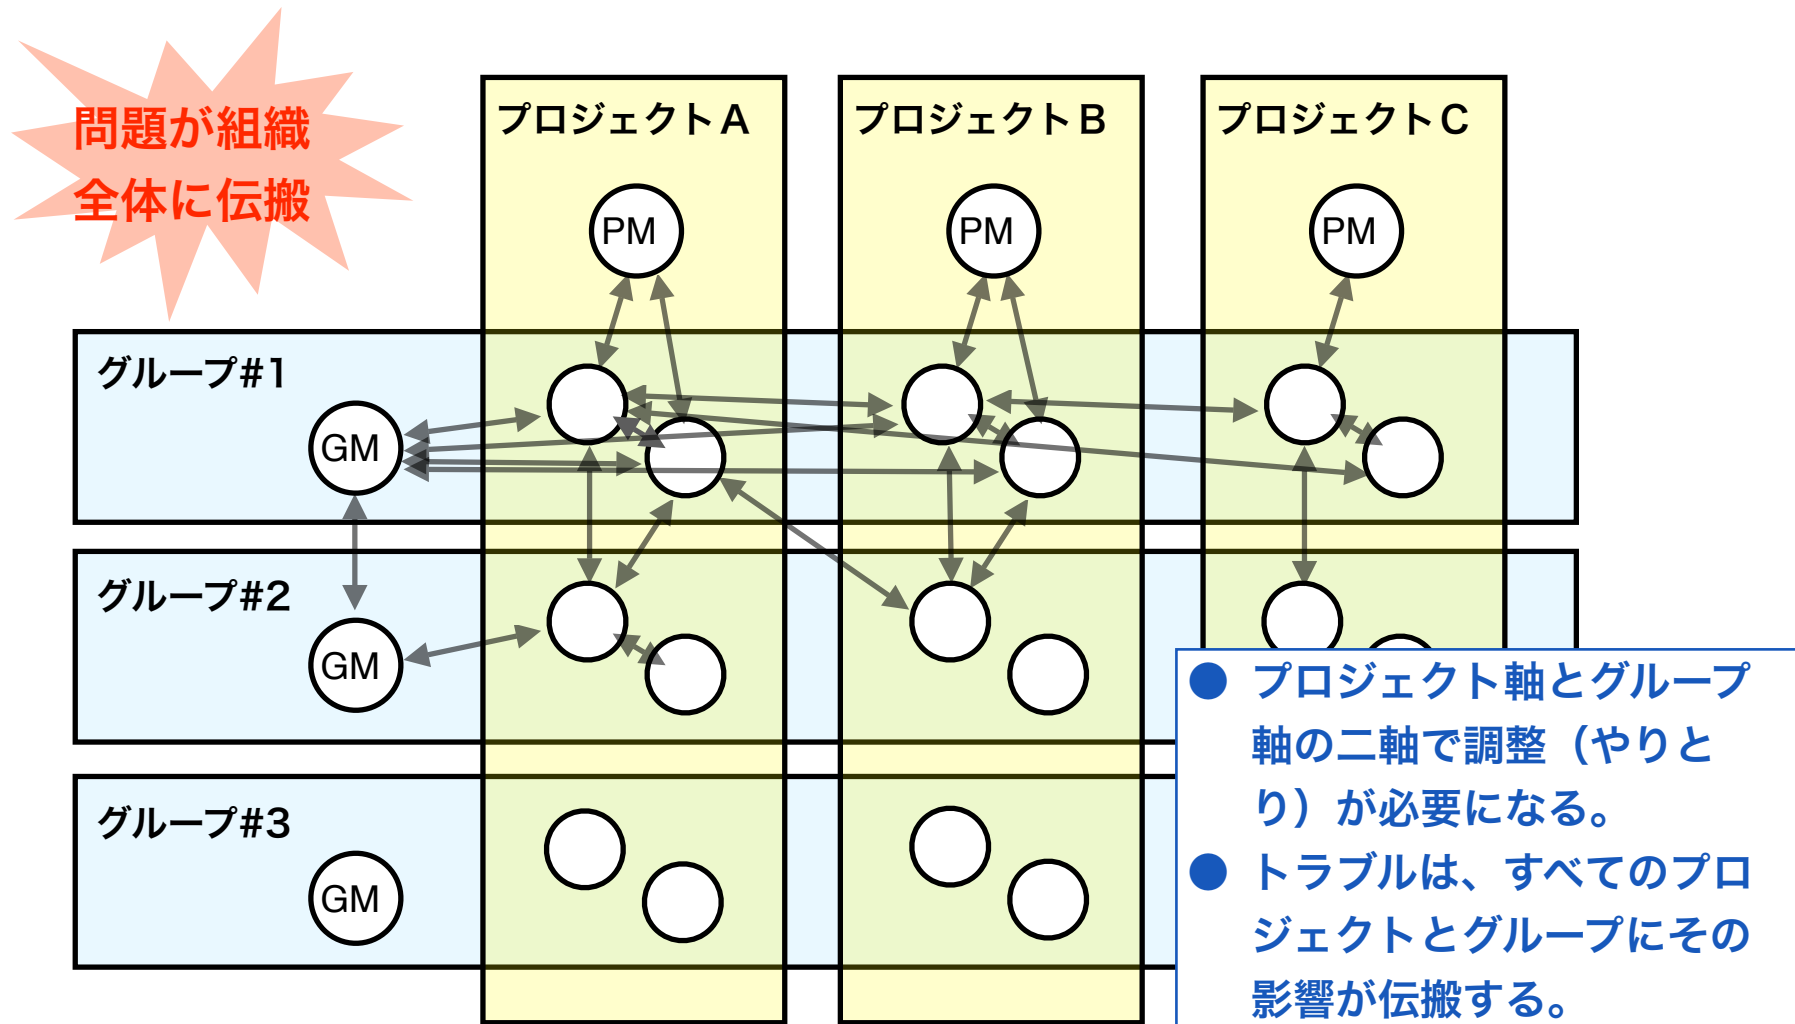 問題が組織
全体に伝搬
プロジェクトA
プロジェクトB
プロジェクトC
PM
PM
PM
グループ#1
GM
グループ#2
GM
グループ#3
GM
● プロジェクト軸とグループ
軸の二軸で調整（やりと
り）が必要になる。
● トラブルは、すべてのプロ
ジェクトとグループにその
影響が伝搬する。